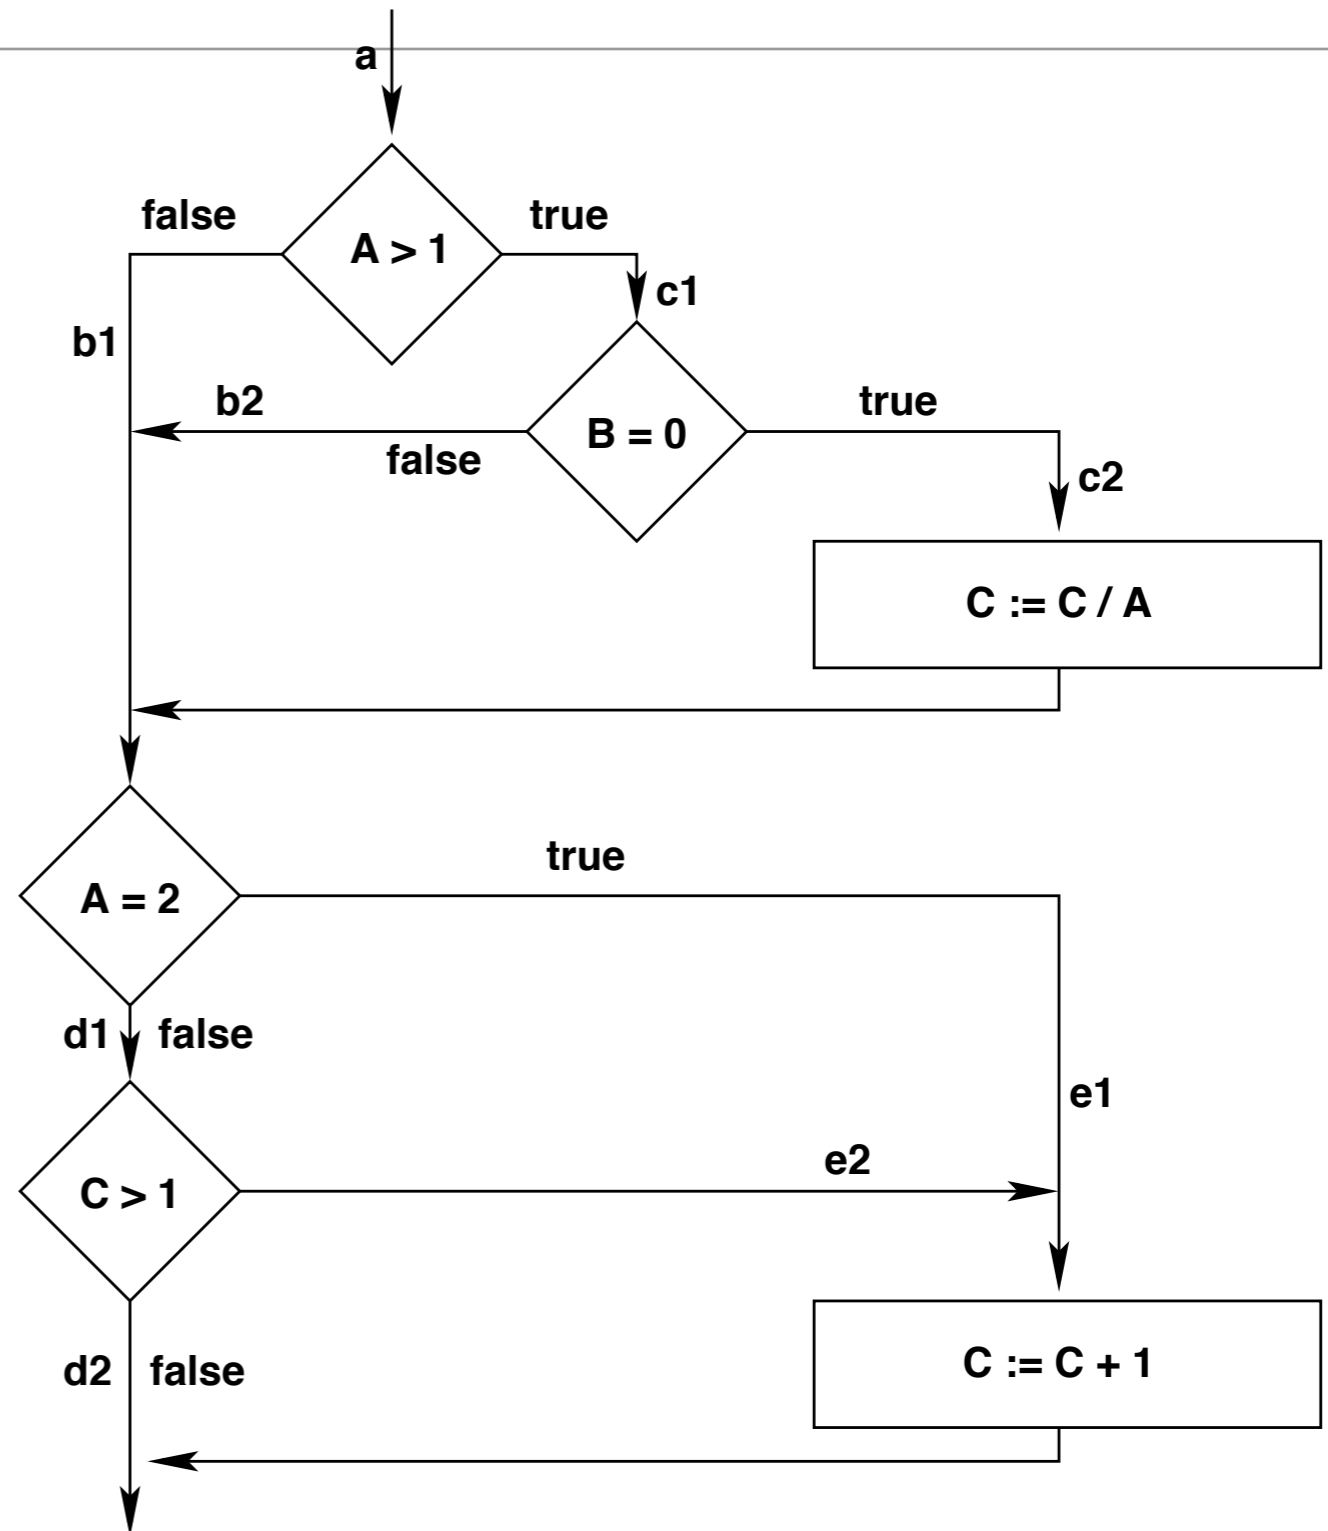 a
false
true
A > 1
c1
b1
b2
true
B = 0
false
c2
C := C / A
true
A = 2
d1
false
e1
e2
C > 1
C := C + 1
d2
false